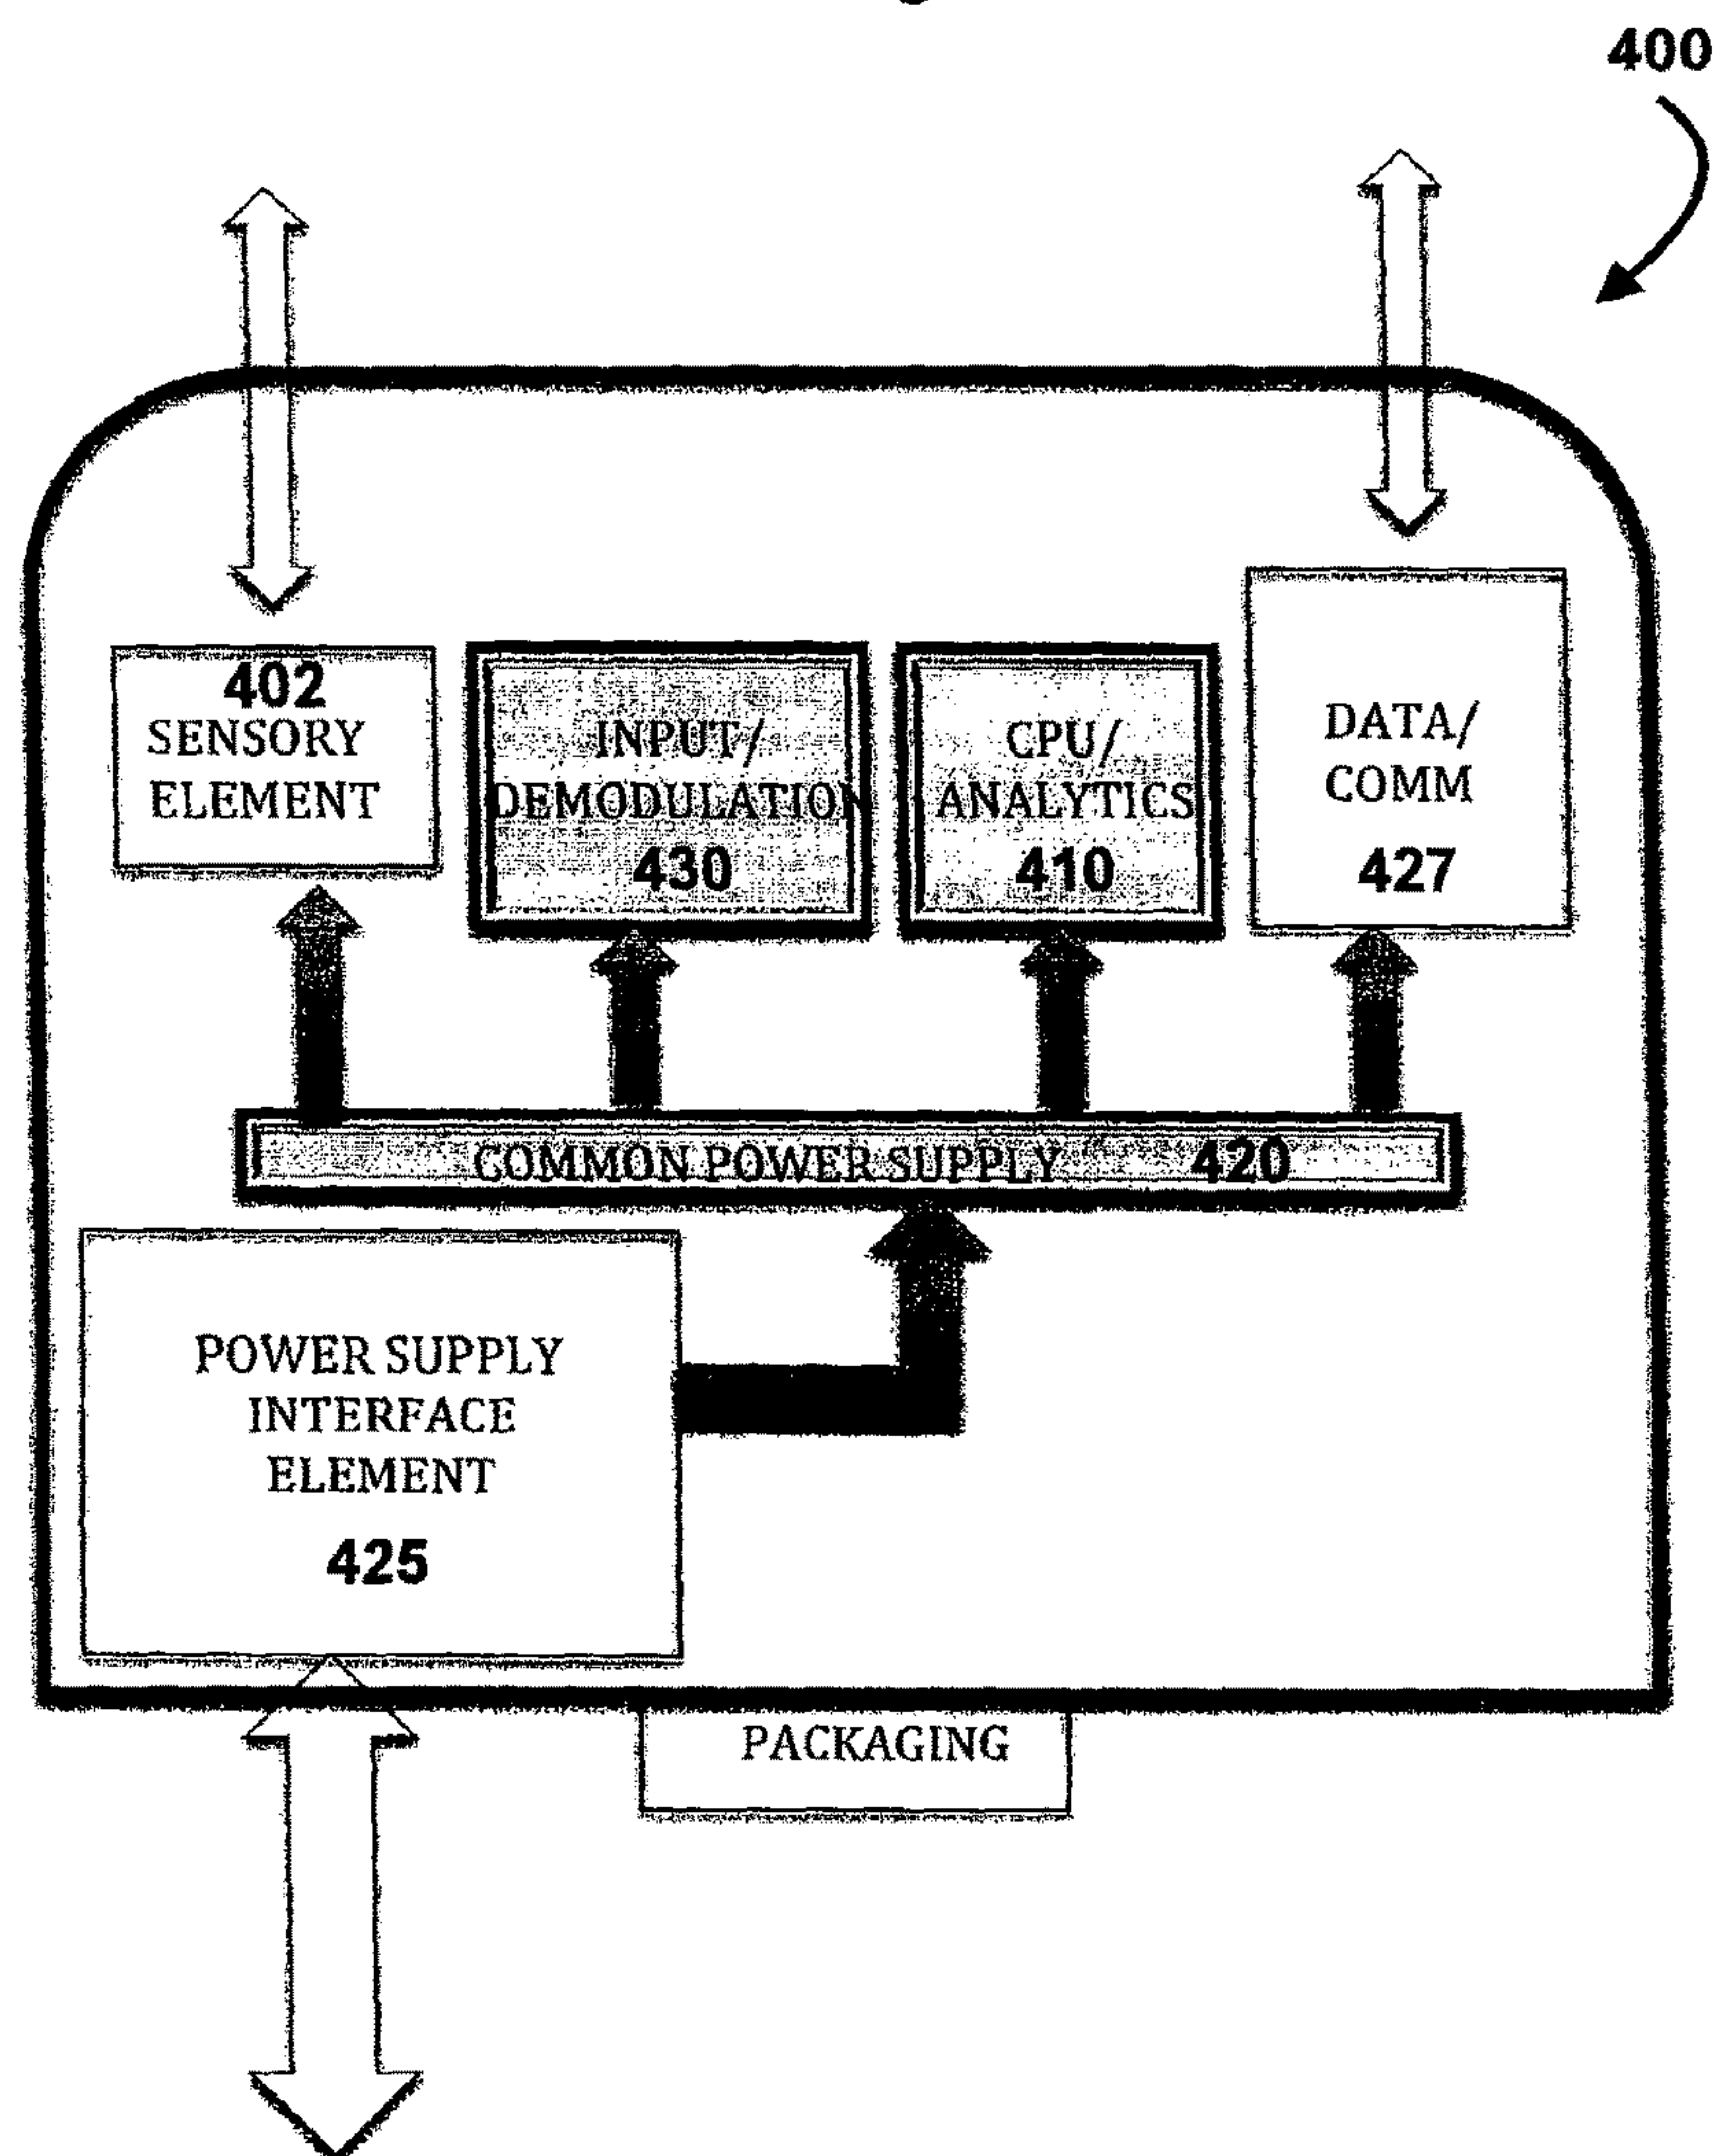 400
402
SENSORY
ELEMENT
INPUT/
DEMODULATION
430
CPU/
ANALYTICS
410
DATA/
COMM
427
COMMON POWER SUPPLY 420
POWER SUPPLY
INTERFACE
ELEMENT
425
PACKAGING